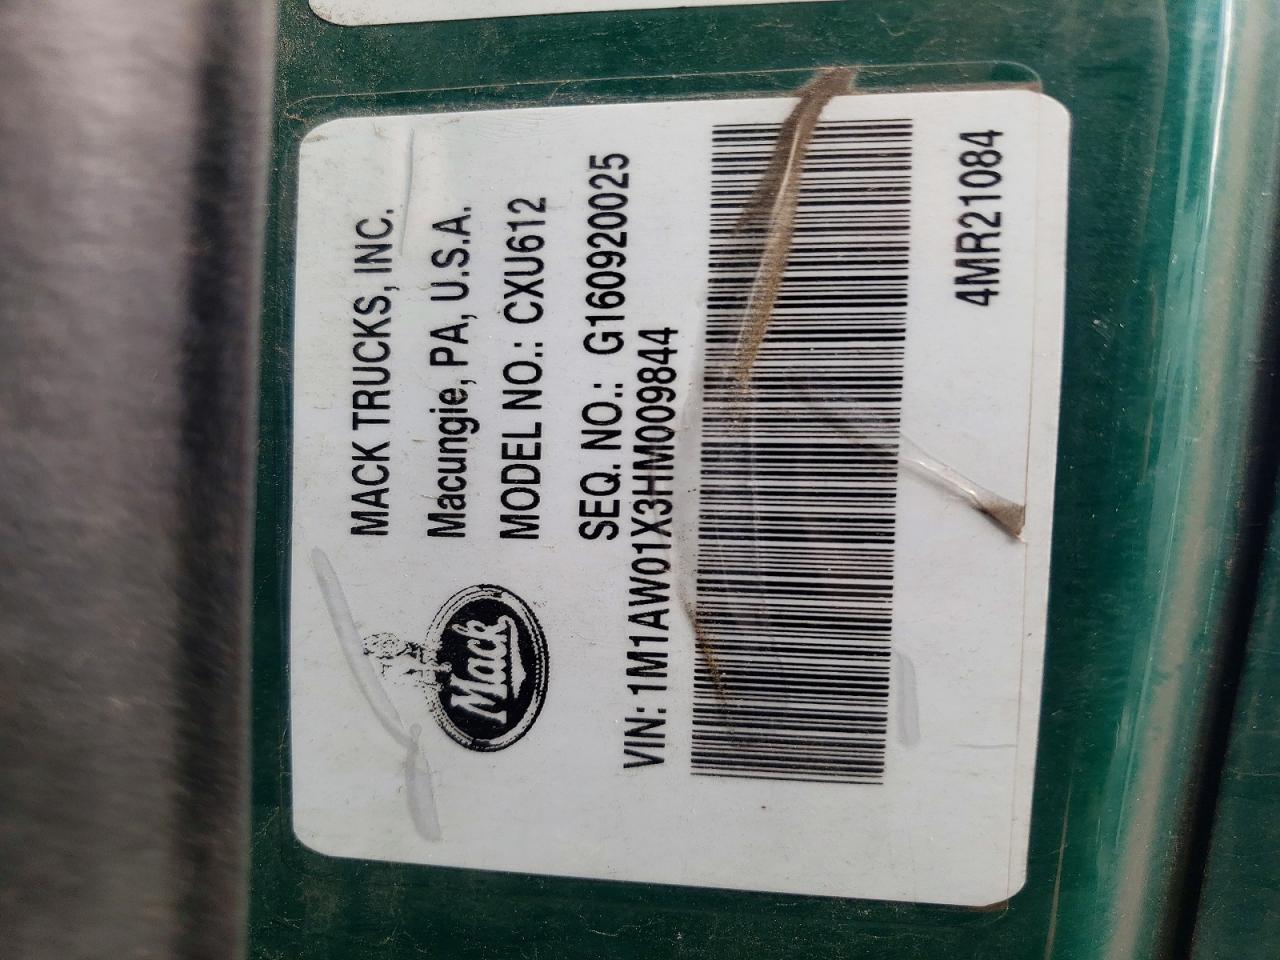 MACK TRUCKS, INC.
Macungie, PA, U.S.A.
MODEL NO.: CXU612
Mack
SEQ. NO.: G160920025
VIN: 1M1AW01X3HM009844
4MR21084